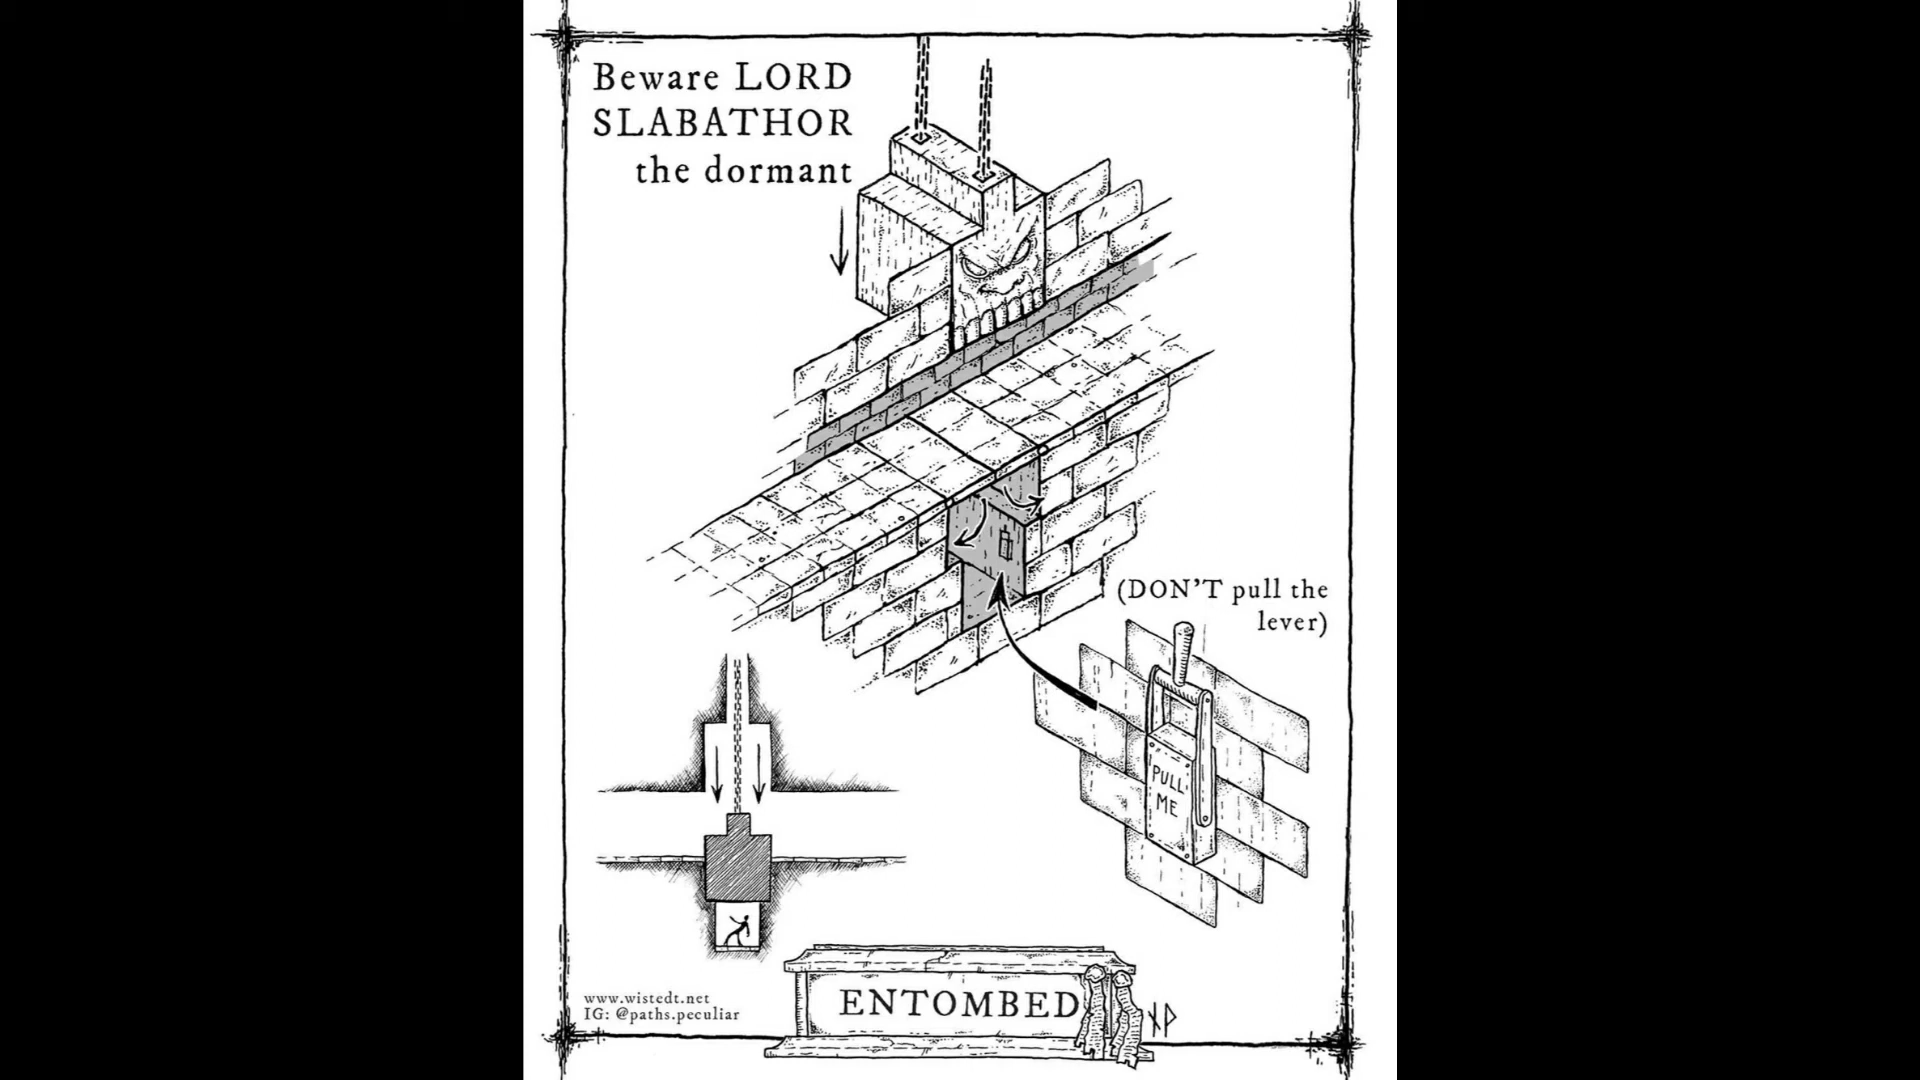 Beware LORD
SLABATHOR
the dormant
(DON'T pull the
lever)
PULL
ME
ENTOMBED
www.wistedt.net
IG: @paths.peculiar